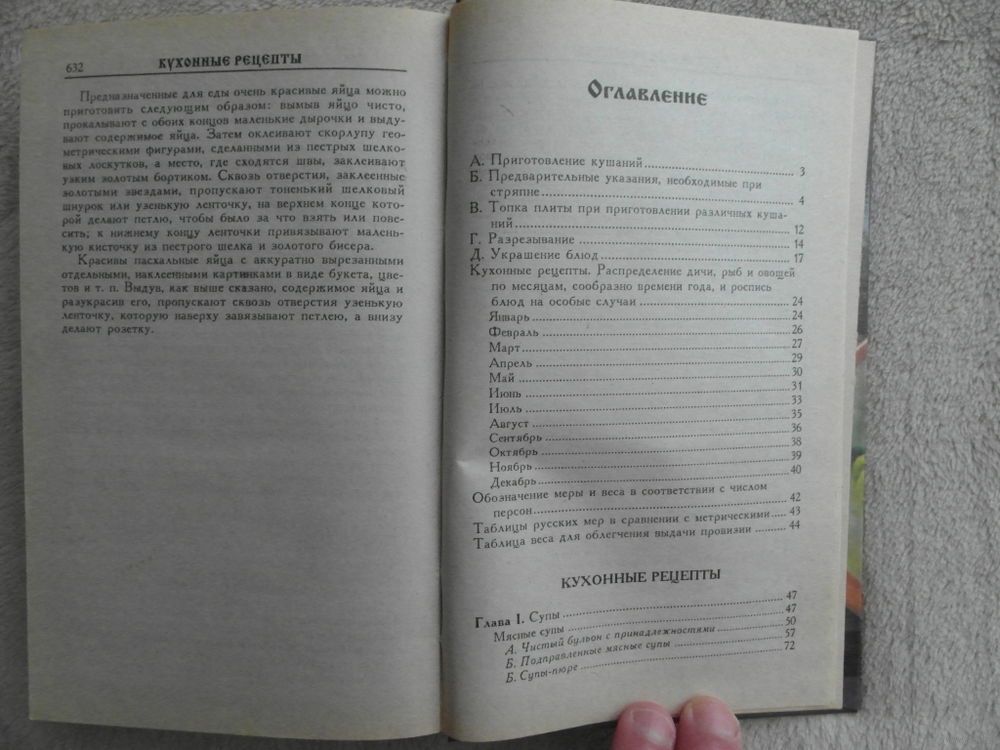 632
КУХОННЫЕ РЕЦЕПТЫ
Предназначенные для еды очень красивые яйца можно
приготовить следующим образом: вымыв яйцо чисто,
прокалывают с обоих концов маленькие дырочки и выду-
вают содержимое яйца. Затем оклеивают скорлупу гео-
метрическими фигурами, сделанными из пестрых шелко-
вых лоскутков, а место, где сходятся швы, заклеивают
узким золотым бортиком. Сквозь отверстия, заклеенные
золотыми звездами, пропускают тоненький шелковый
шнурок или узенькую ленточку, на верхнем конце кото-
рой делают петлю, чтобы было за что взять или пове-
сить; к нижнему концу ленточки привязывают малень-
кую кисточку из пестрого шелка и золотого бисера.
Красивы пасхальные яйца с аккуратно вырезанными
отдельными, наклеенными картинками в виде букета, цве-
тов и т. п. Выдув, как выше сказано, содержимое яйца и
разукрасив его, пропускают сквозь отверстия узенькую
ленточку, которую наверху завязывают петлею, а внизу
делают розетку.
Оглавление
А. Приготовление кушаний 3
Б. Предварительные указания, необходимые при
стряпне 4
В. Топка плиты при приготовлении различных куша-
ний 12
Г. Разрезывание 14
Д. Украшение блюд 17
Кухонные рецепты. Распределение дичи, рыб и овощей
по месяцам, сообразно времени года, и роспись
блюд на особые случаи 24
Январь 24
Февраль 26
Март 27
Апрель 29
Май 30
Июнь 31
Июль 33
Август 35
Сентябрь 36
Октябрь 38
Ноябрь 39
Декабрь 40
Обозначение меры и веса в соответствии с числом
персон 42
Таблицы русских мер в сравнении с метрическими 43
Таблица веса для облегчения выдачи провизии 44
КУХОННЫЕ РЕЦЕПТЫ
Глава I. Супы 47
Мясные супы 47
А. Чистый бульон с принадлежностями 50
Б. Подправленные мясные супы 57
Б. Супы-пюре 72